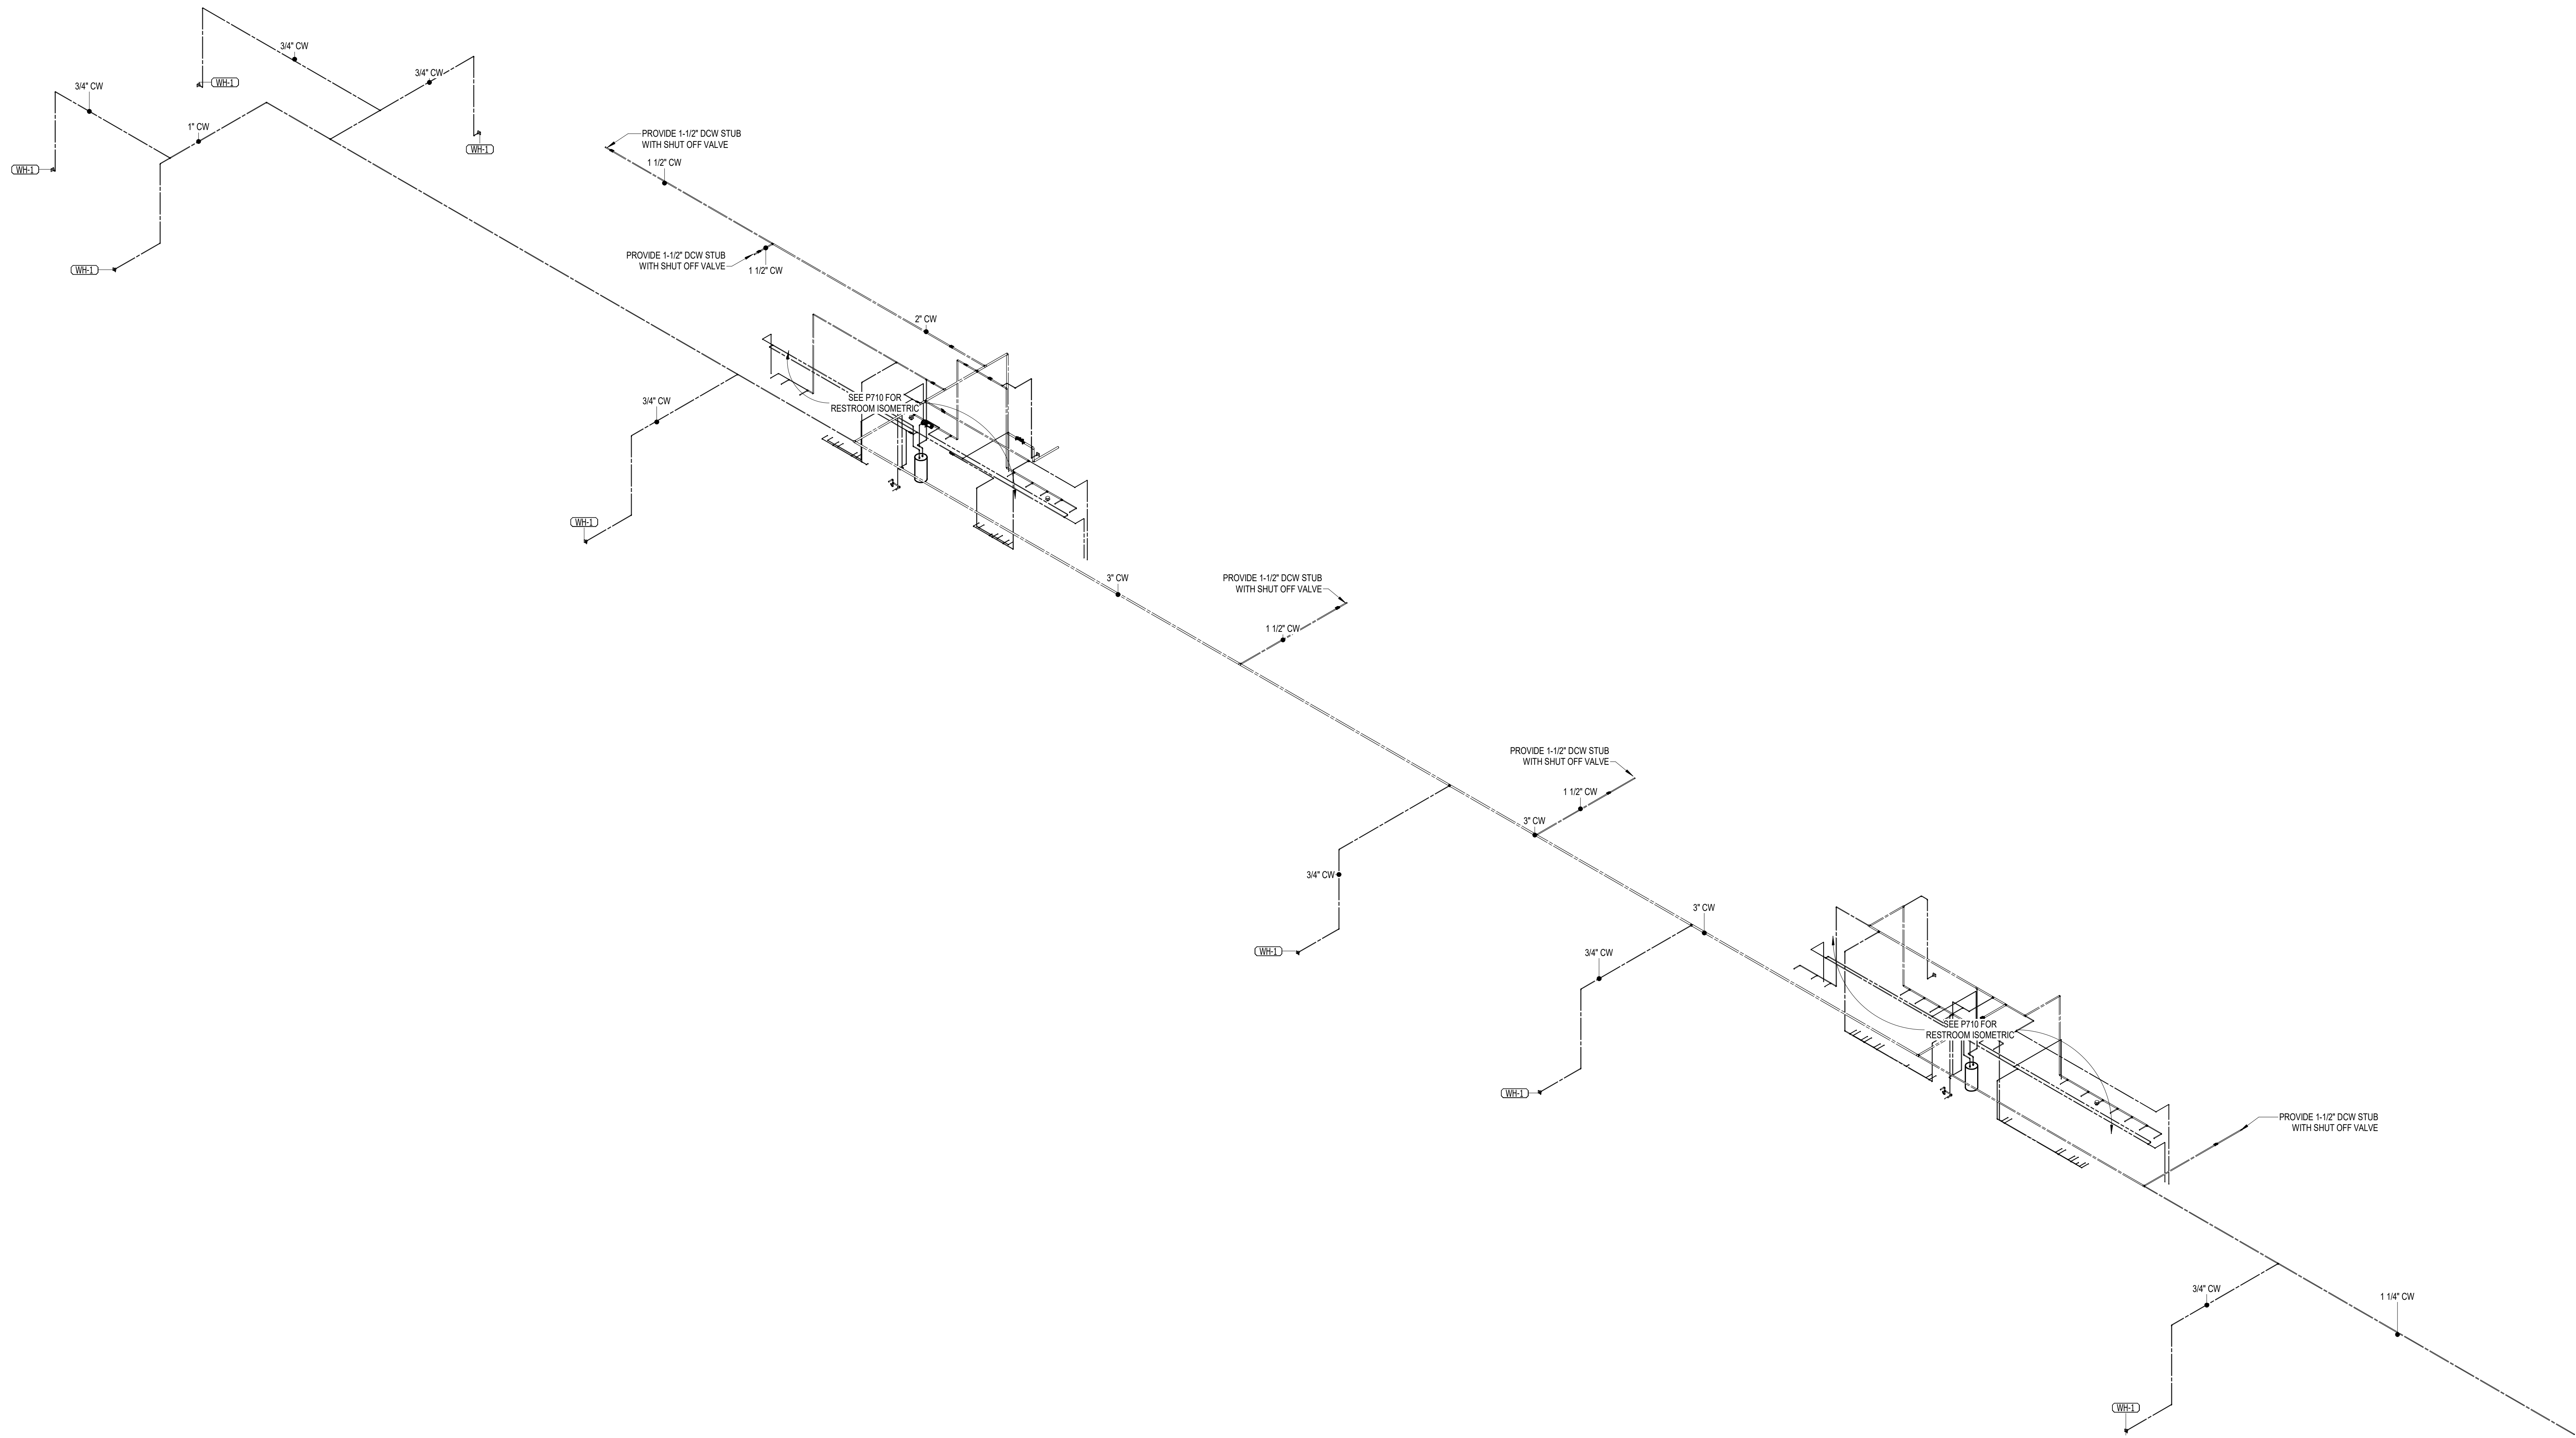 3/4" CW
3/4" CW
WH-1
3/4" CW
1" CW
PROVIDE 1-1/2" DCW STUB
WITH SHUT OFF VALVE
WH-1
1 1/2" CW
WH-1
PROVIDE 1-1/2" DCW STUB
WITH SHUT OFF VALVE
WH-1
1 1/2" CW
2" CW
SEE P710 FOR
RESTROOM ISOMETRIC
3/4" CW
WH-1
3" CW
PROVIDE 1-1/2" DCW STUB
WITH SHUT OFF VALVE
1 1/2" CW
PROVIDE 1-1/2" DCW STUB
WITH SHUT OFF VALVE
1 1/2" CW
3" CW
3/4" CW
3" CW
WH-1
3/4" CW
SEE P710 FOR
RESTROOM ISOMETRIC
WH-1
PROVIDE 1-1/2" DCW STUB
WITH SHUT OFF VALVE
3/4" CW
1 1/4" CW
WH-1